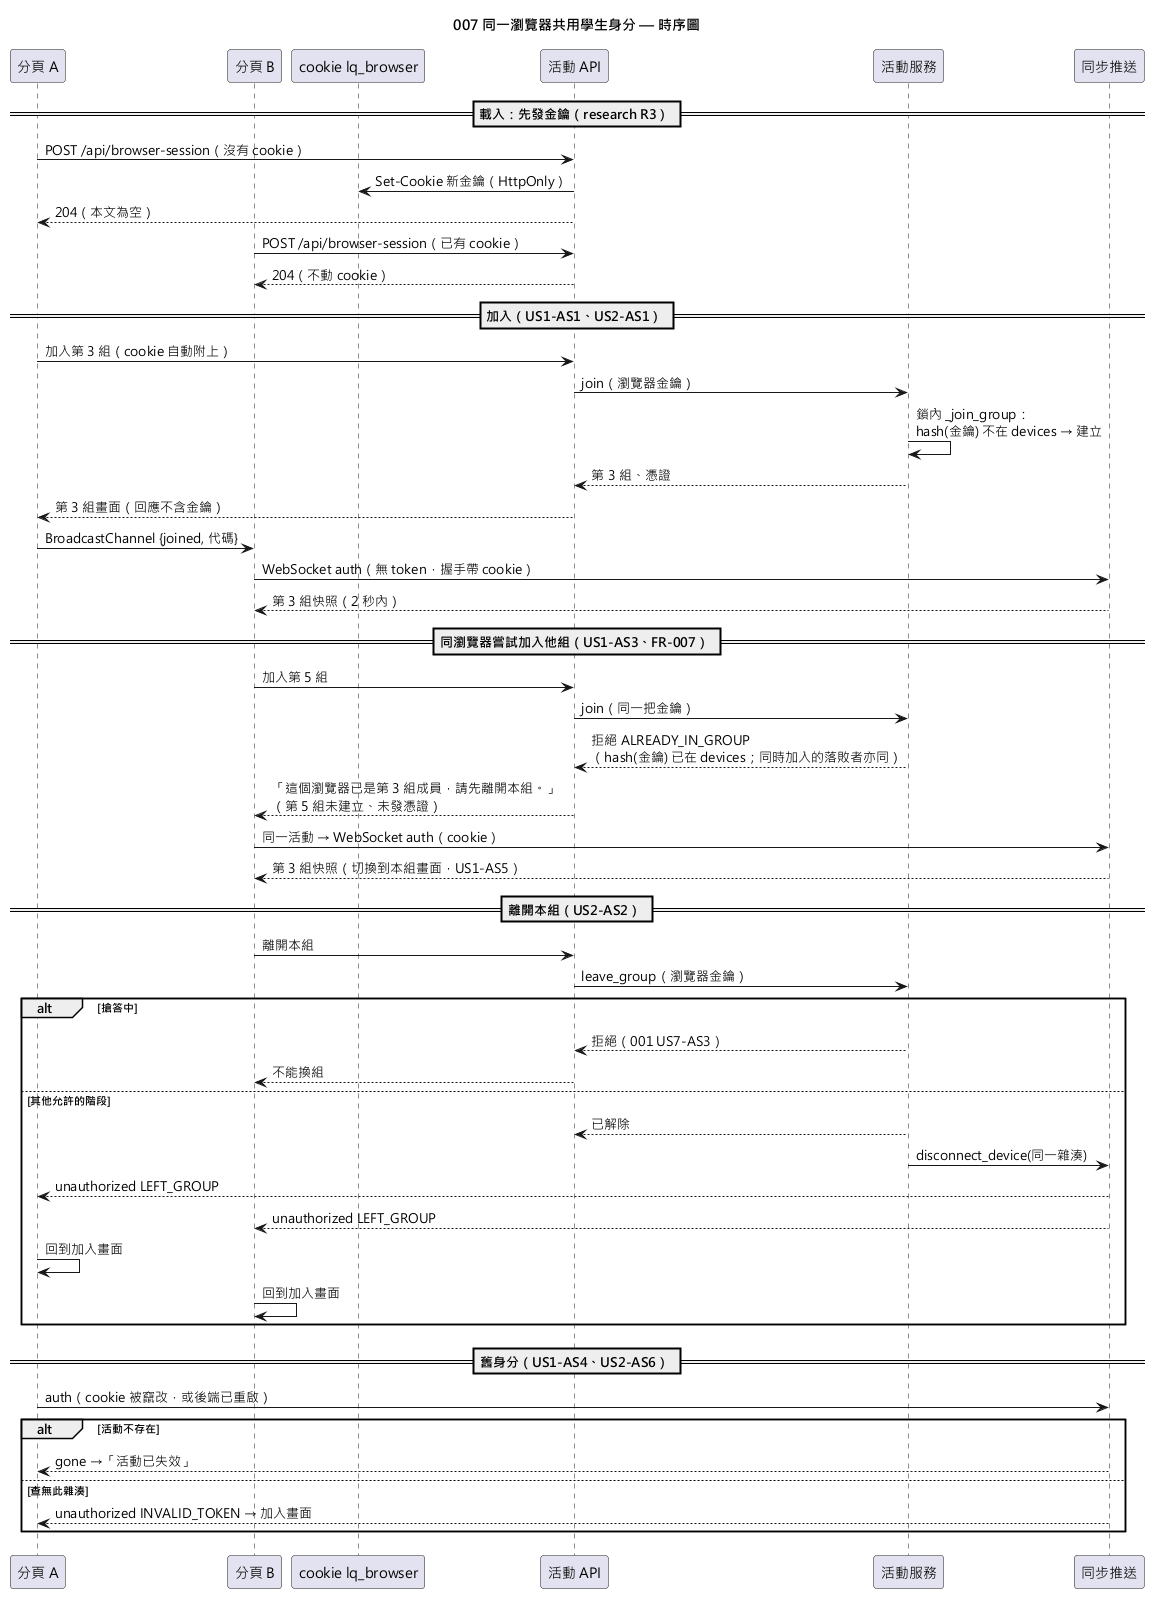 007 同一瀏覽器共用學生身分 — 時序圖
分頁 A
分頁 B
cookie lq_browser
活動 API
活動服務
同步推送
載入：先發金鑰（research R3）
POST /api/browser-session（沒有 cookie）
Set-Cookie 新金鑰（HttpOnly）
204（本文為空）
POST /api/browser-session（已有 cookie）
204（不動 cookie）
加入（US1-AS1、US2-AS1）
加入第 3 組（cookie 自動附上）
join（瀏覽器金鑰）
鎖內 _join_group：
hash(金鑰) 不在 devices → 建立
第 3 組、憑證
第 3 組畫面（回應不含金鑰）
BroadcastChannel {joined, 代碼}
WebSocket auth（無 token，握手帶 cookie）
第 3 組快照（2 秒內）
同瀏覽器嘗試加入他組（US1-AS3、FR-007）
加入第 5 組
join（同一把金鑰）
拒絕 ALREADY_IN_GROUP
（hash(金鑰) 已在 devices；同時加入的落敗者亦同）
「這個瀏覽器已是第 3 組成員，請先離開本組。」
（第 5 組未建立、未發憑證）
同一活動 → WebSocket auth（cookie）
第 3 組快照（切換到本組畫面，US1-AS5）
離開本組（US2-AS2）
離開本組
leave_group（瀏覽器金鑰）
alt [搶答中]
拒絕（001 US7-AS3）
不能換組
[其他允許的階段]
已解除
disconnect_device(同一雜湊)
unauthorized LEFT_GROUP
unauthorized LEFT_GROUP
回到加入畫面
回到加入畫面
舊身分（US1-AS4、US2-AS6）
auth（cookie 被竄改，或後端已重啟）
alt [活動不存在]
gone →「活動已失效」
[查無此雜湊]
unauthorized INVALID_TOKEN → 加入畫面
分頁 A
分頁 B
cookie lq_browser
活動 API
活動服務
同步推送